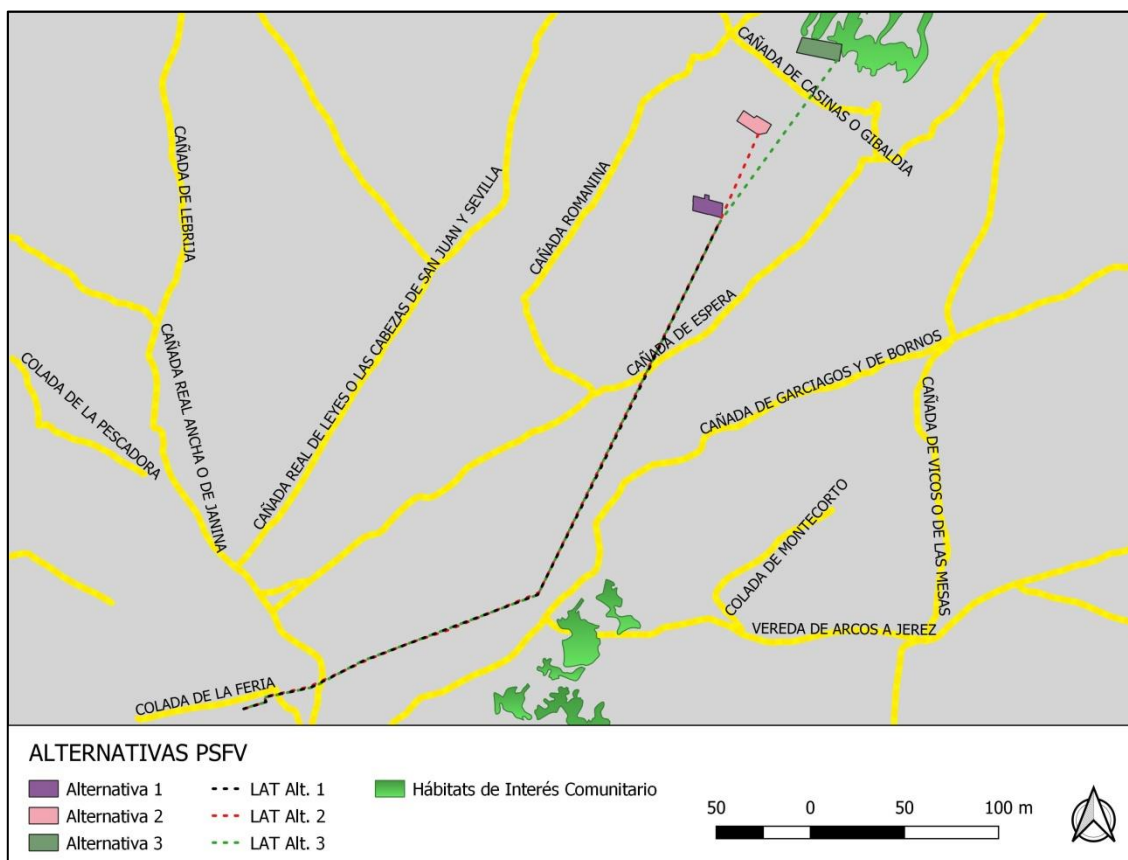 CAÑADA DE CASINAS O GIBALDIA
CAÑADA DE LEBRIJA
CAÑADA REAL DE LEYES O LAS CABEZAS DE SAN JUAN Y SEVILLA
CAÑADA ROMANINA
CAÑADA DE ESPERA
COLADA DE LA PESCADORA
CAÑADA REAL ANCHA O DE JANINA
CAÑADA DE GARCIAGOS Y DE BORNOS
CAÑADA DE VICOS O DE LAS MESAS
COLADA DE MONTECORTO
VEREDA DE ARCOS A JEREZ
COLADA DE LA FERIA
ALTERNATIVAS PSFV
Alternativa 1
Alternativa 2
Alternativa 3
LAT Alt. 1
LAT Alt. 2
LAT Alt. 3
Hábitats de Interés Comunitario
50 0 50 100 m